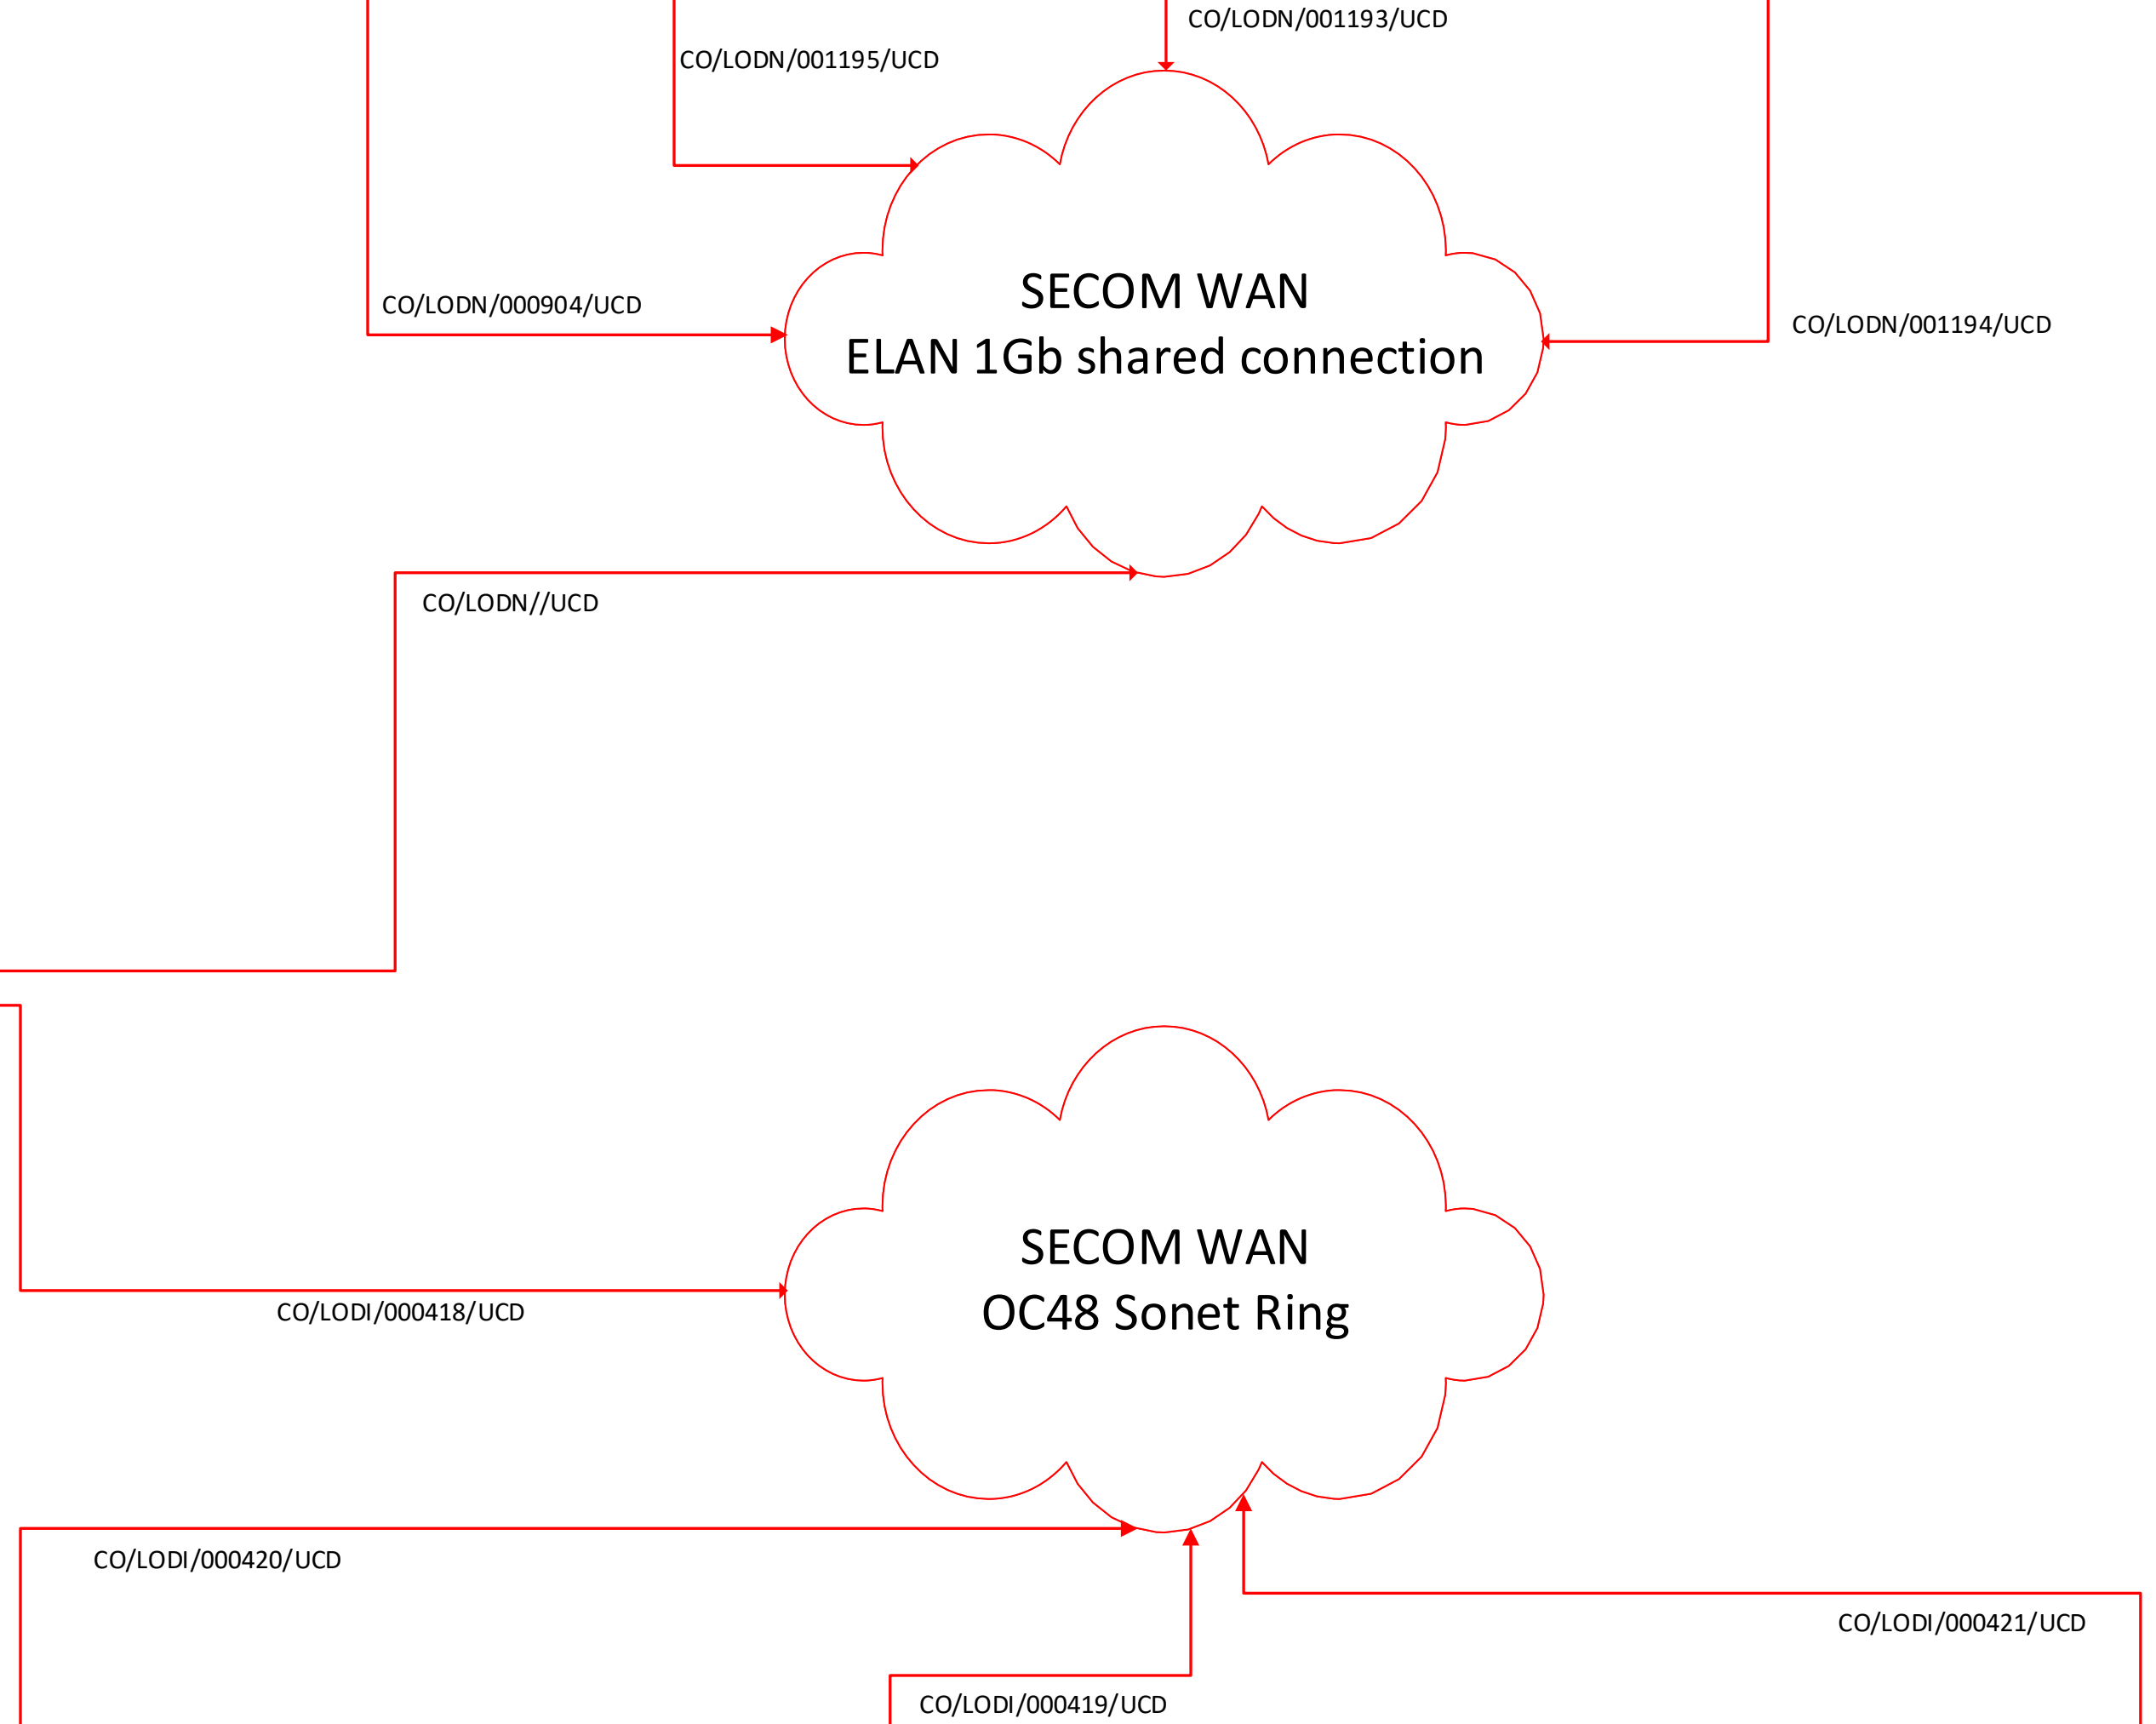 CO/LODN/001193/UCD
CO/LODN/001195/UCD
SECOM WAN
ELAN 1Gb shared connection
CO/LODN/000904/UCD
CO/LODN/001194/UCD
CO/LODN//UCD
SECOM WAN
OC48 Sonet Ring
CO/LODI/000418/UCD
CO/LODI/000420/UCD
CO/LODI/000421/UCD
CO/LODI/000419/UCD